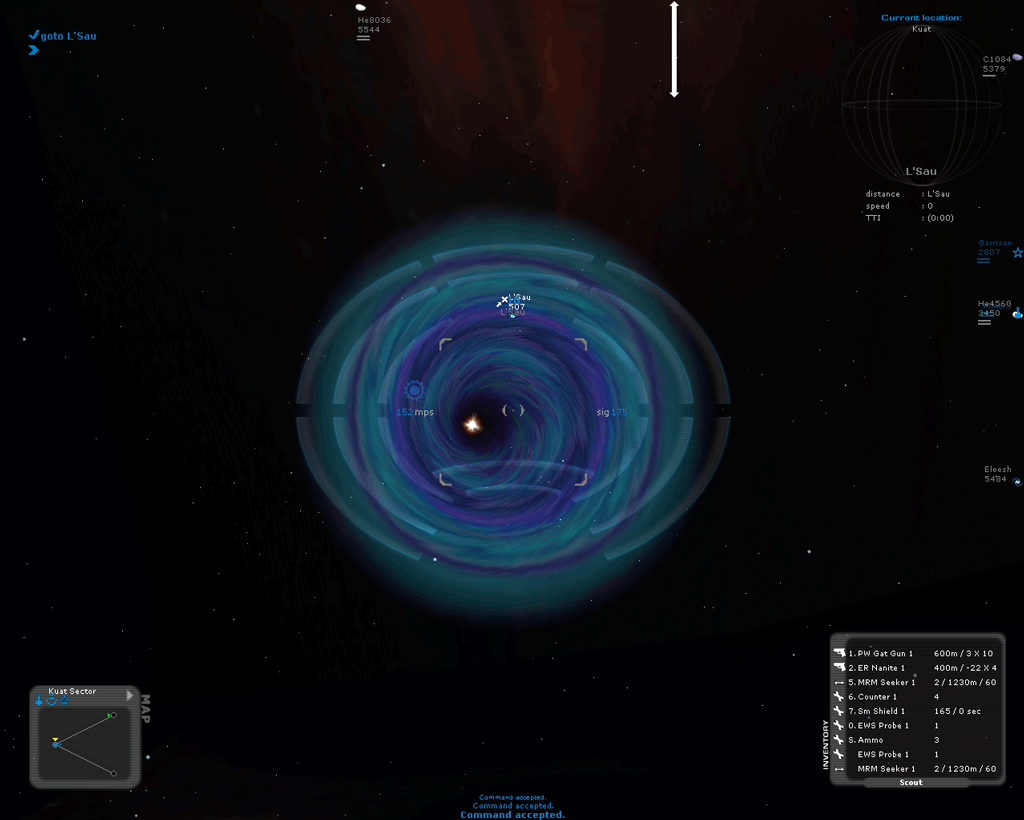 goto L'Sau
He8036
5544
Current location:
Kuat
C1084
5379
L'Sau
distance : L'Sau
speed : 0
TTI : (0:00)
Garrison
2807
L'Sau
507
L'Sau
He4560
3450
152 mps
( · )
sig 175
Eleesh
5484
Kuat Sector
MAP
INVENTORY
1. PW Gat Gun 1 600m / 3 X 10
2. ER Nanite 1 400m / -22 X 4
5. MRM Seeker 1 2 / 1230m / 60
6. Counter 1 4
7. Sm Shield 1 165 / 0 sec
0. EWS Probe 1 1
S. Ammo 3
EWS Probe 1 1
MRM Seeker 1 2 / 1230m / 60
Scout
Command accepted.
Command accepted.
Command accepted.